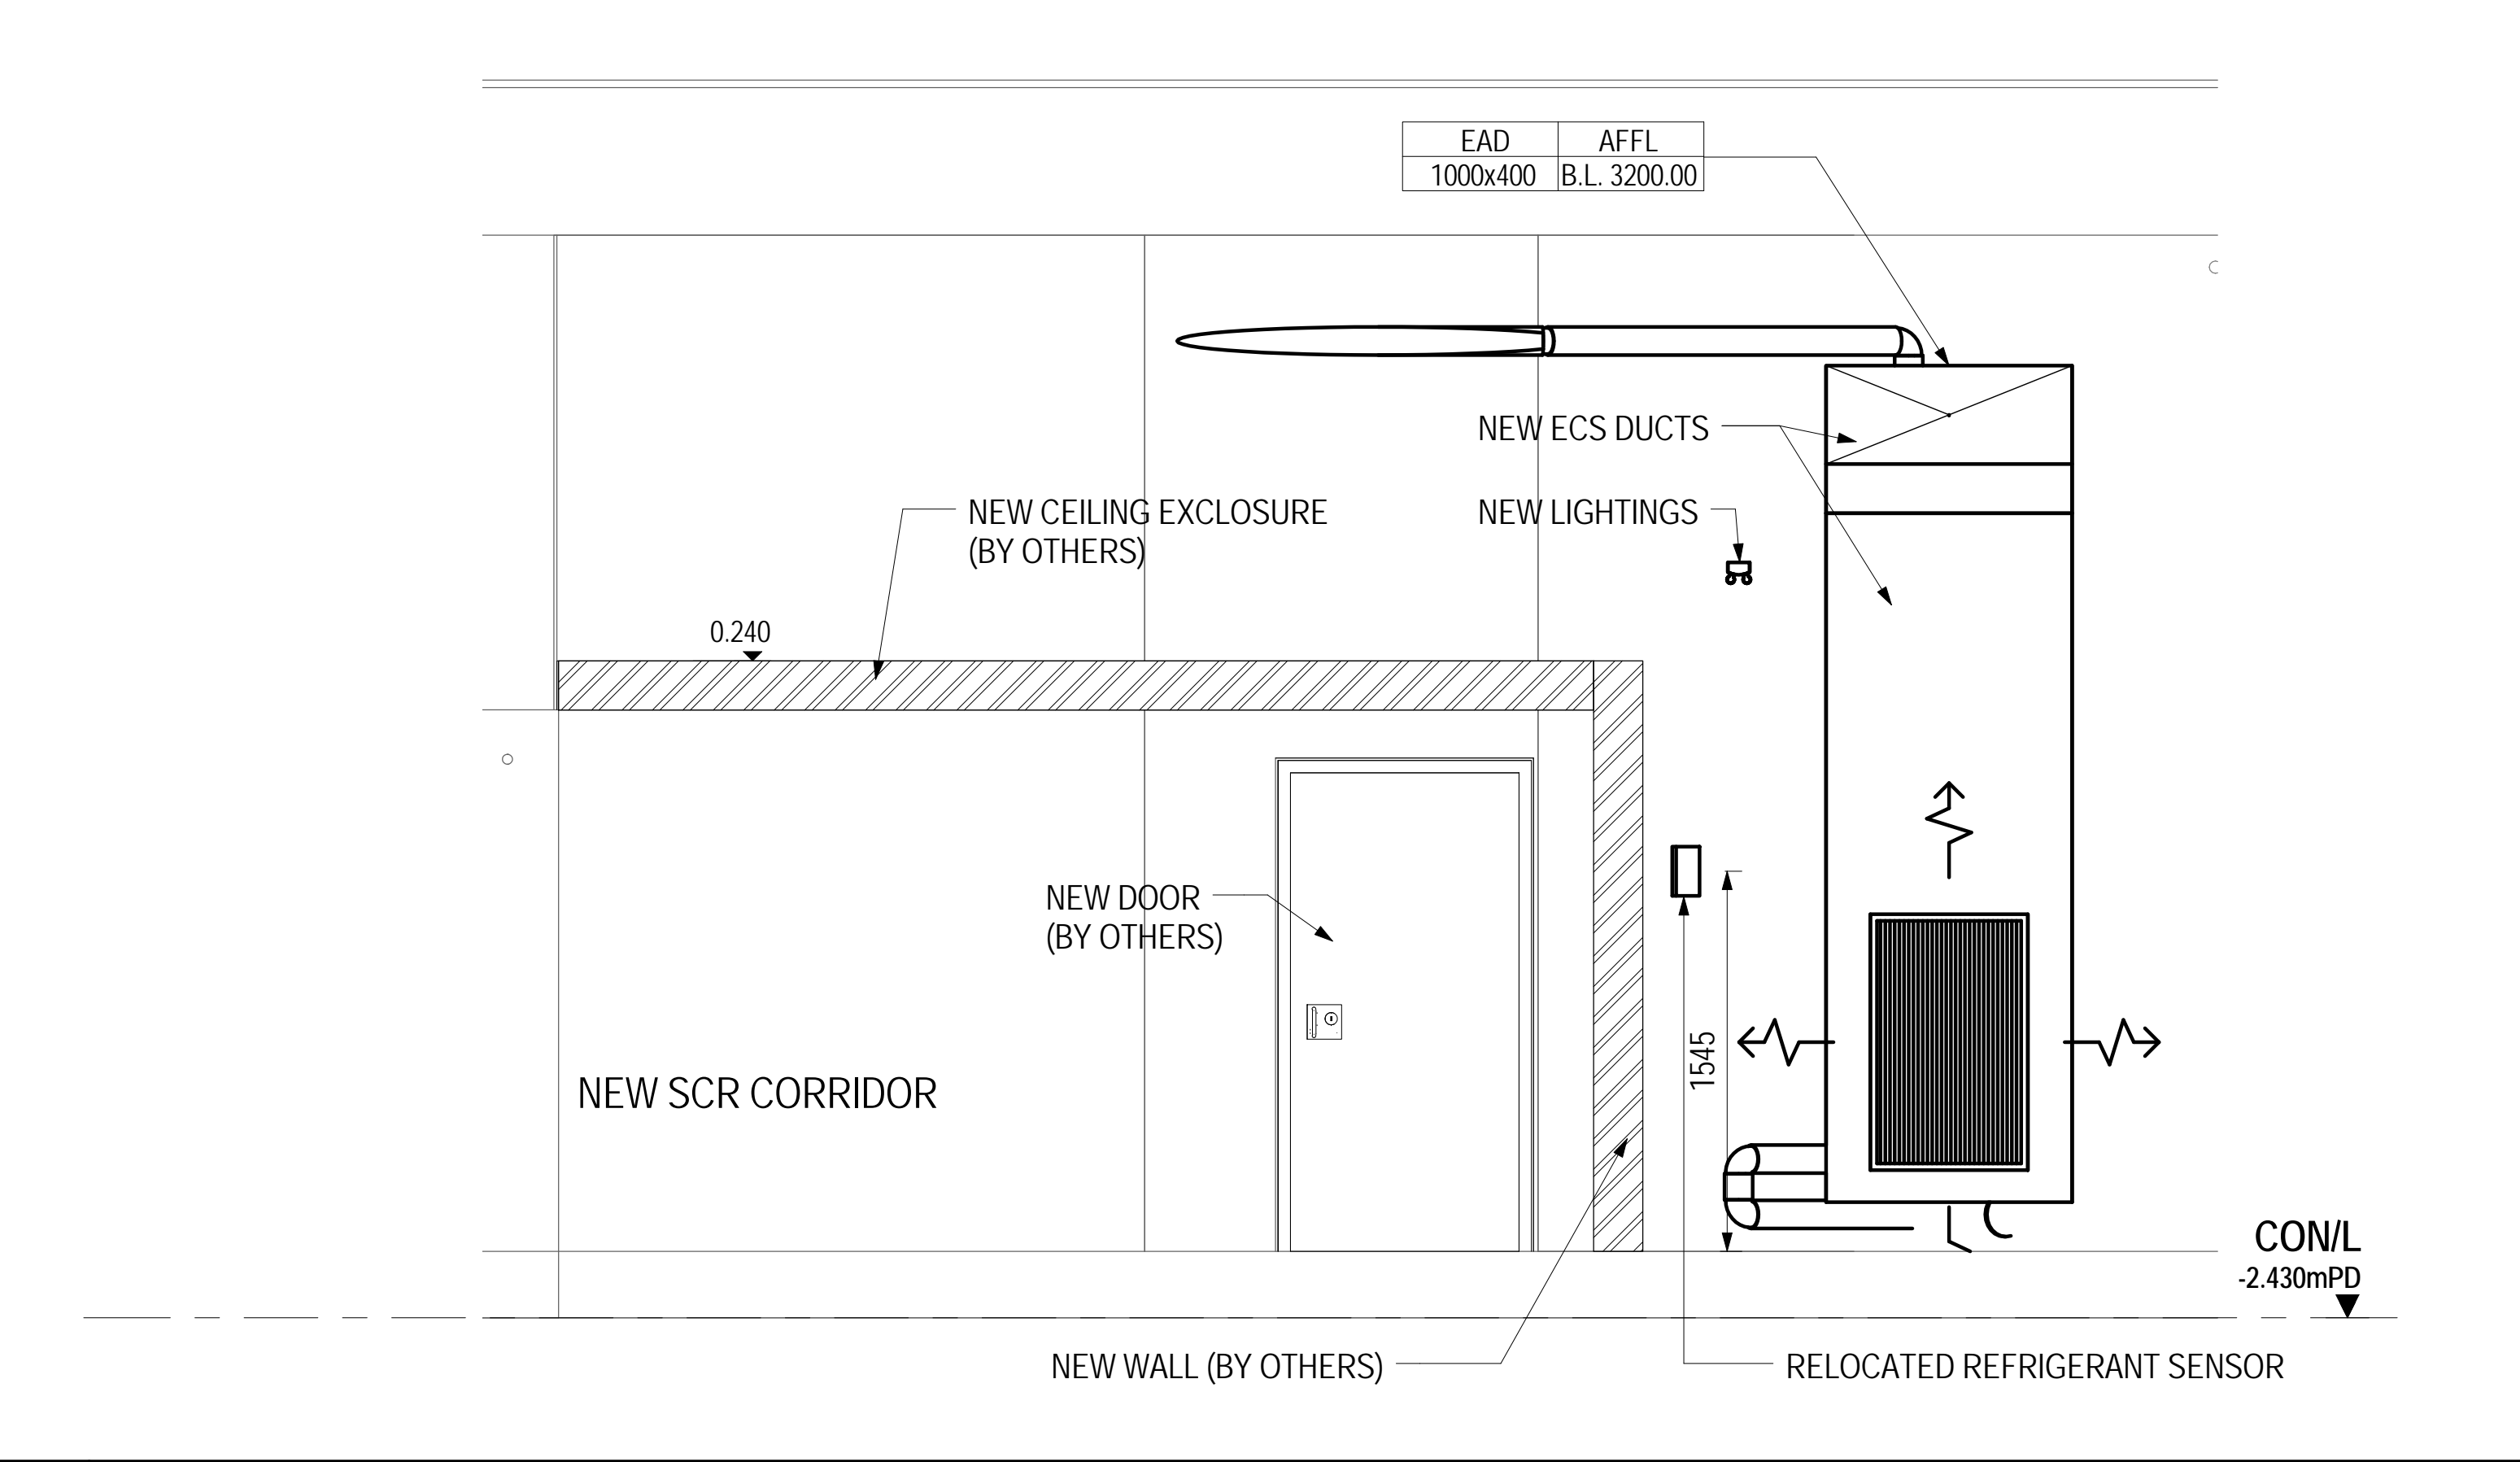 EAD AFFL
1000x400 B.L. 3200.00
NEW ECS DUCTS
NEW CEILING EXCLOSURE
(BY OTHERS)
NEW LIGHTINGS
0.240
NEW DOOR
(BY OTHERS)
1545
NEW SCR CORRIDOR
CON/L
-2.430mPD
NEW WALL (BY OTHERS)
RELOCATED REFRIGERANT SENSOR